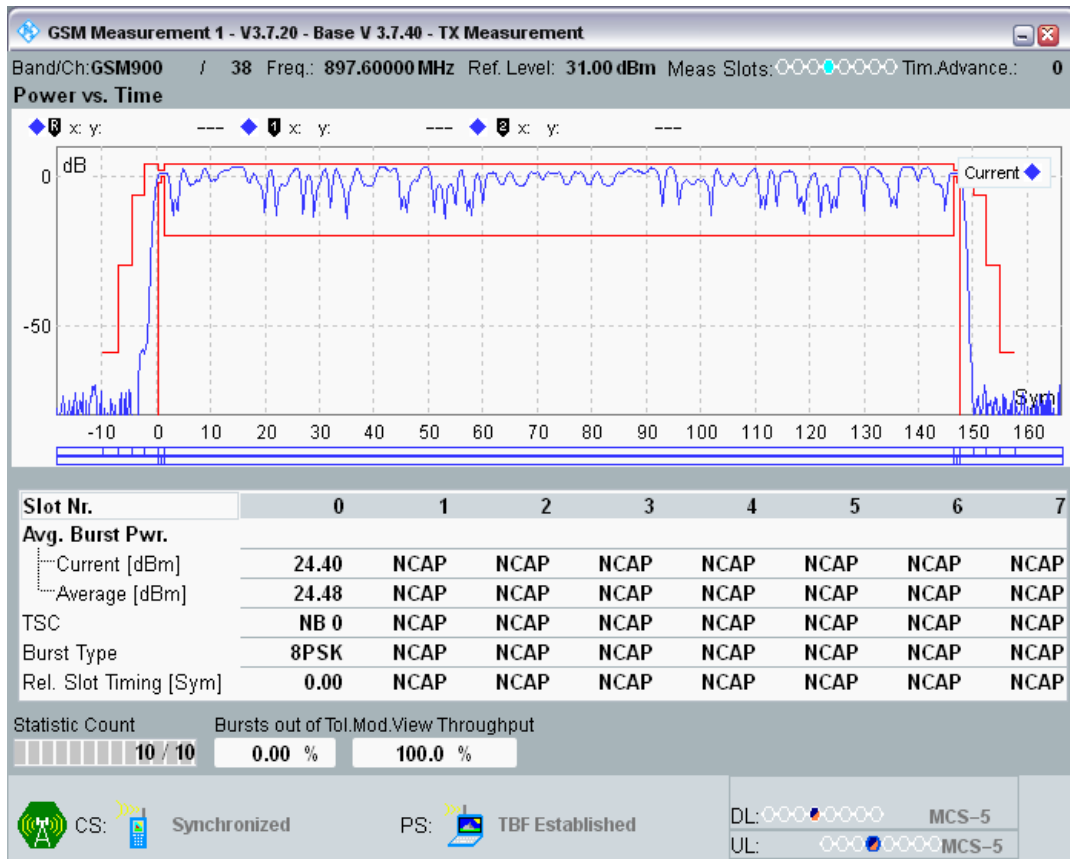 GSM Measurement 1 - V3.7.20 - Base V 3.7.40 - TX Measurement
Band/Ch:GSM900 / 38 Freq.: 897.60000 MHz Ref. Level: 31.00 dBm Meas Slots: Tim.Advance.: 0
Power vs. Time
R x: y: --- 1 x: y: --- 2 x: y: ---
dB
Current
0
-50
Sym
-10 0 10 20 30 40 50 60 70 80 90 100 110 120 130 140 150 160
Slot Nr. 0 1 2 3 4 5 6 7
Avg. Burst Pwr.
Current [dBm] 24.40 NCAP NCAP NCAP NCAP NCAP NCAP NCAP
Average [dBm] 24.48 NCAP NCAP NCAP NCAP NCAP NCAP NCAP
TSC NB 0 NCAP NCAP NCAP NCAP NCAP NCAP NCAP
Burst Type 8PSK NCAP NCAP NCAP NCAP NCAP NCAP NCAP
Rel. Slot Timing [Sym] 0.00 NCAP NCAP NCAP NCAP NCAP NCAP NCAP
Statistic Count Bursts out of Tol.Mod.View Throughput
10 / 10 0.00 % 100.0 %
CS: Synchronized PS: TBF Established DL: MCS-5
UL: MCS-5